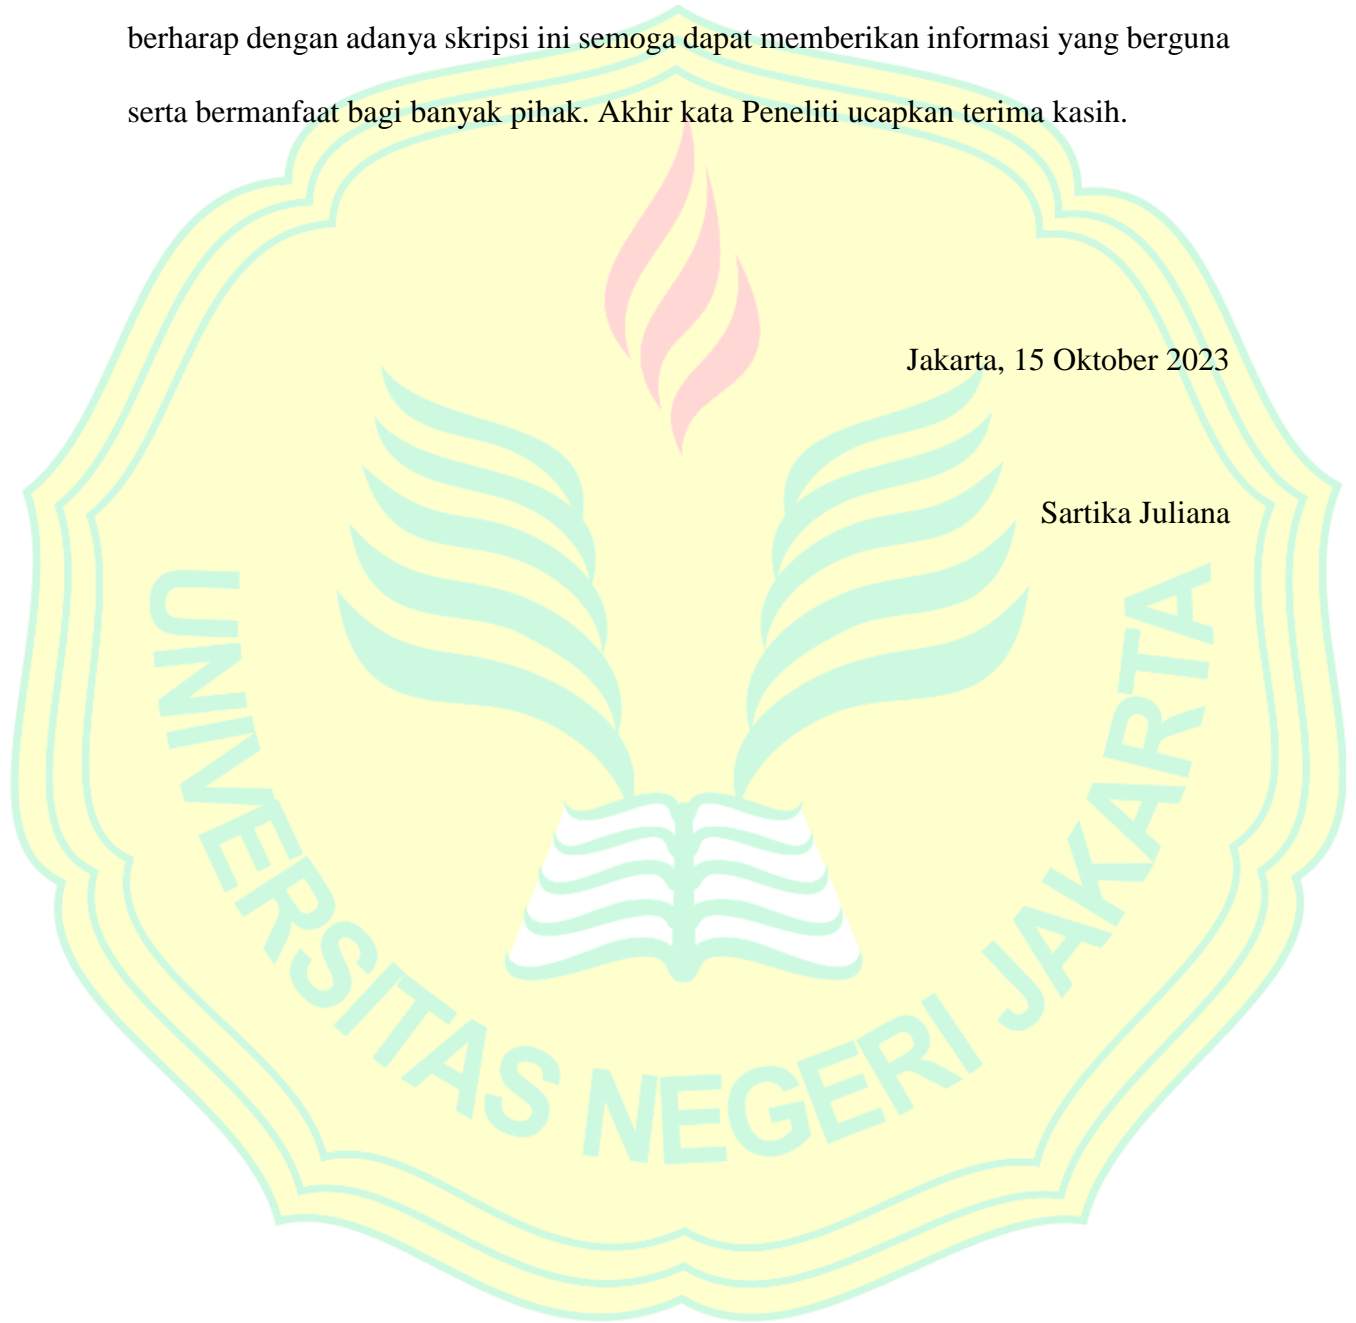 berharap dengan adanya skripsi ini semoga dapat memberikan informasi yang berguna
serta bermanfaat bagi banyak pihak. Akhir kata Peneliti ucapkan terima kasih.
Jakarta, 15 Oktober 2023
Sartika Juliana
UNIVERSITAS NEGERI JAKARTA